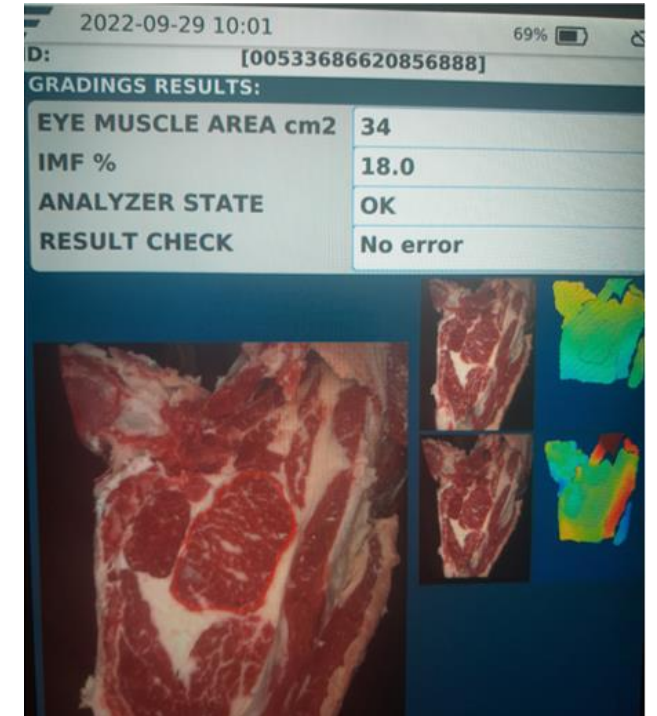 2022-09-29 10:01 69%
ID: [00533686620856888]
GRADINGS RESULTS:
EYE MUSCLE AREA cm2 34
IMF % 18.0
ANALYZER STATE OK
RESULT CHECK No error